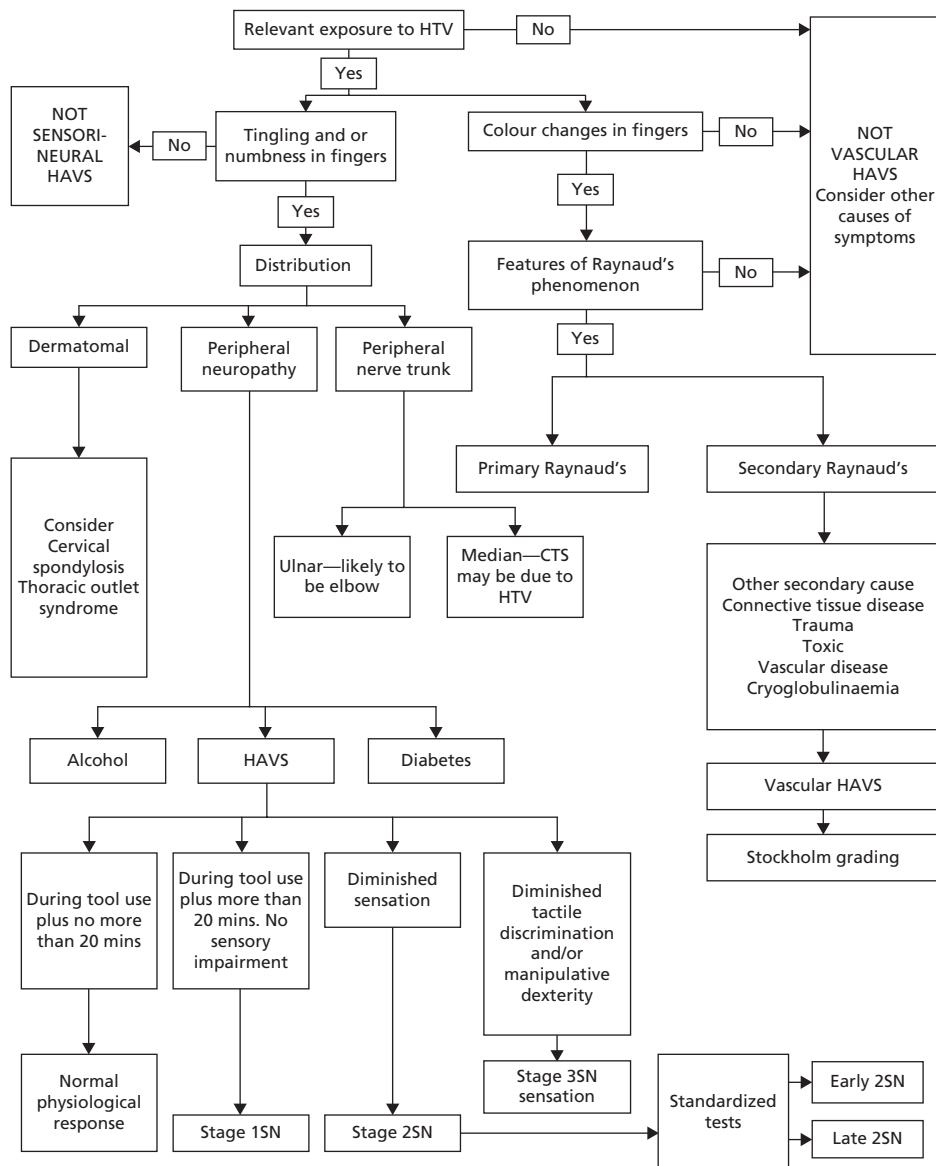 Relevant exposure to HTV
No
Yes
NOT
SENSORI-
NEURAL
HAVS
No
Tingling and or
numbness in fingers
Colour changes in fingers
No
NOT
VASCULAR
HAVS
Consider other
causes of
symptoms
Yes
Yes
Distribution
Features of Raynaud's
phenomenon
No
Yes
Dermatomal
Peripheral
neuropathy
Peripheral
nerve trunk
Primary Raynaud's
Secondary Raynaud's
Consider
Cervical
spondylosis
Thoracic outlet
syndrome
Ulnar—likely to
be elbow
Median—CTS
may be due to
HTV
Other secondary cause
Connective tissue disease
Trauma
Toxic
Vascular disease
Cryoglobulinaemia
Alcohol
HAVS
Diabetes
Vascular HAVS
Stockholm grading
During tool use
plus no more
than 20 mins
During tool use
plus more than
20 mins. No
sensory
impairment
Diminished
sensation
Diminished
tactile
discrimination
and/or
manipulative
dexterity
Normal
physiological
response
Stage 1SN
Stage 2SN
Stage 3SN
sensation
Standardized
tests
Early 2SN
Late 2SN